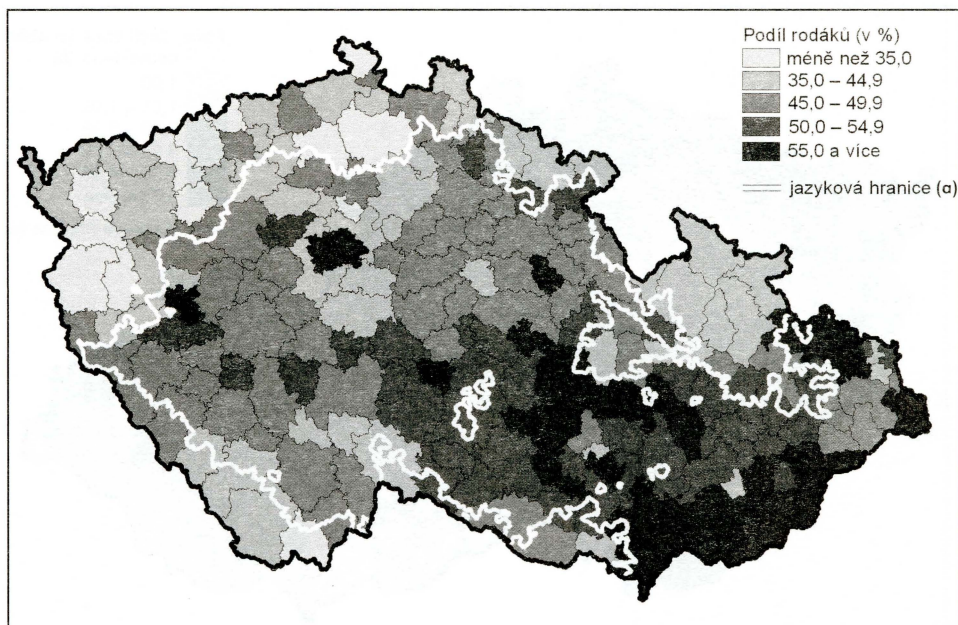 Podíl rodáků (v %)
méně než 35,0
35,0 – 44,9
45,0 – 49,9
50,0 – 54,9
55,0 a více
jazyková hranice (a)